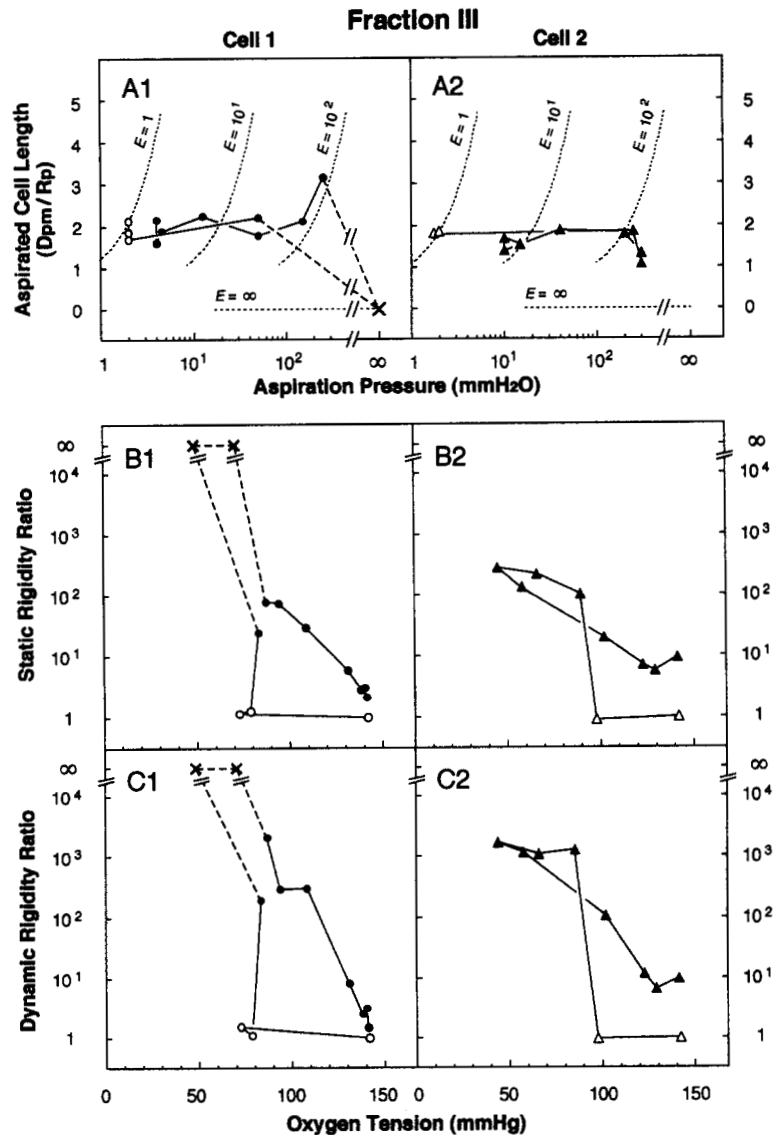 Fraction III
Cell 1
Cell 2
A1
A2
Aspirated Cell Length
(Dpm/Rp)
5
4
3
2
1
0
E = 1
E = 10¹
E = 10²
E = ∞
E = 1
E = 10¹
E = 10²
E = ∞
5
4
3
2
1
0
1
10¹
10²
∞
1
10¹
10²
∞
Aspiration Pressure (mmH2O)
B1
B2
Static Rigidity Ratio
∞
10⁴
10³
10²
10¹
1
∞
10⁴
10³
10²
10¹
1
C1
C2
Dynamic Rigidity Ratio
∞
10⁴
10³
10²
10¹
1
∞
10⁴
10³
10²
10¹
1
0
50
100
150
0
50
100
150
Oxygen Tension (mmHg)